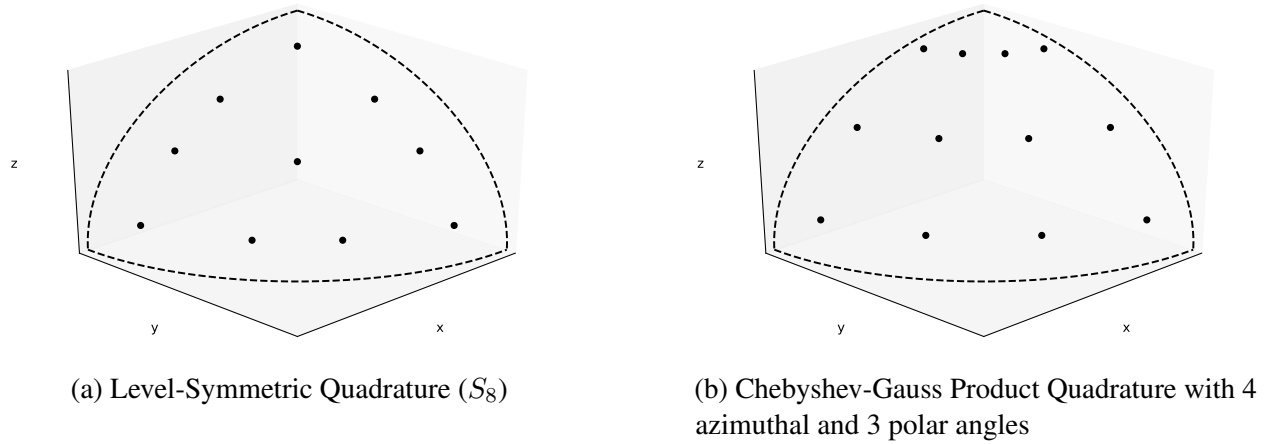 z
y
x
(a) Level-Symmetric Quadrature (S₈)
z
y
x
(b) Chebyshev-Gauss Product Quadrature with 4
azimuthal and 3 polar angles